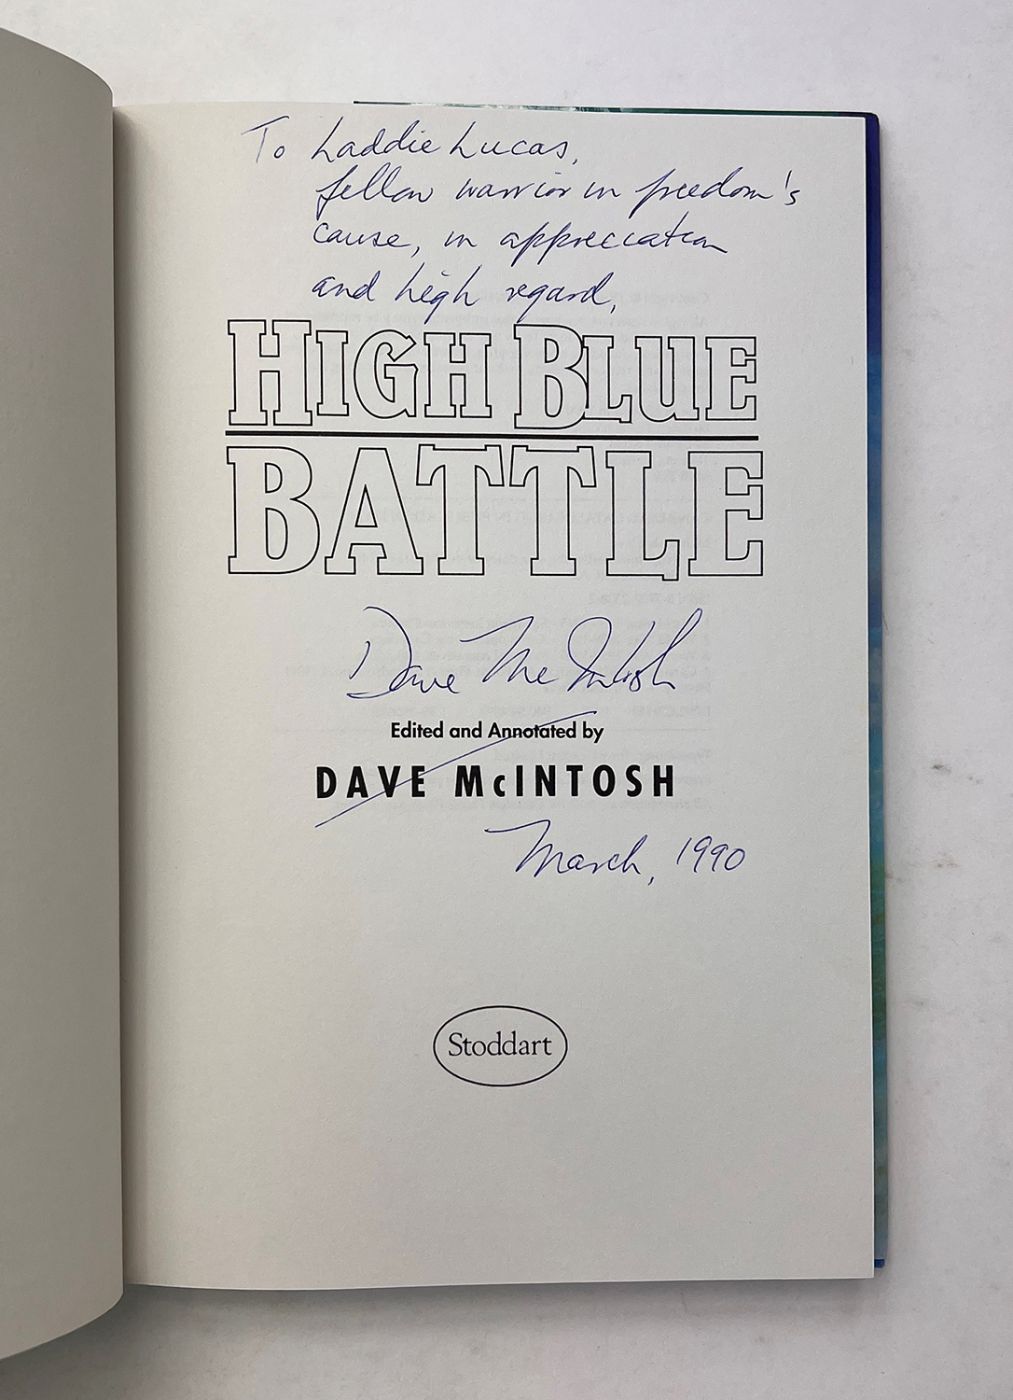 To Laddie Lucas,
fellow warrior in freedom's
cause, in appreciation
and high regard,
HIGH BLUE
BATTLE
Dave McIntosh
Edited and Annotated by
DAVE McINTOSH
March, 1990
Stoddart